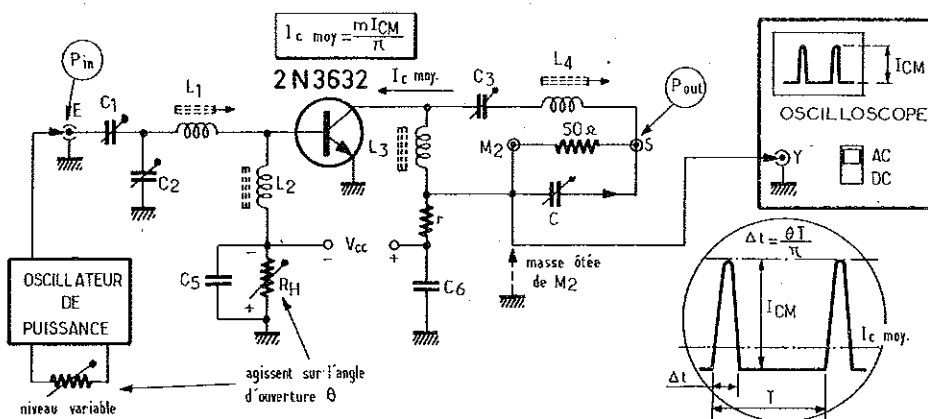 I c moy = mICM / π
2N3632
Ic moy.
Pin
E
C1
L1
C2
L2
L3
C3
L4
Pout
50Ω
M2
S
C
r
VCC
-
+
C5
-
RH
+
C6
masse ôtée
de M2
OSCILLATEUR
DE
PUISSANCE
niveau variable
agissent sur l'angle
d'ouverture θ
ICM
OSCILLOSCOPE
Y
AC
DC
Δt = θT / π
ICM
Ic moy.
Δt
T